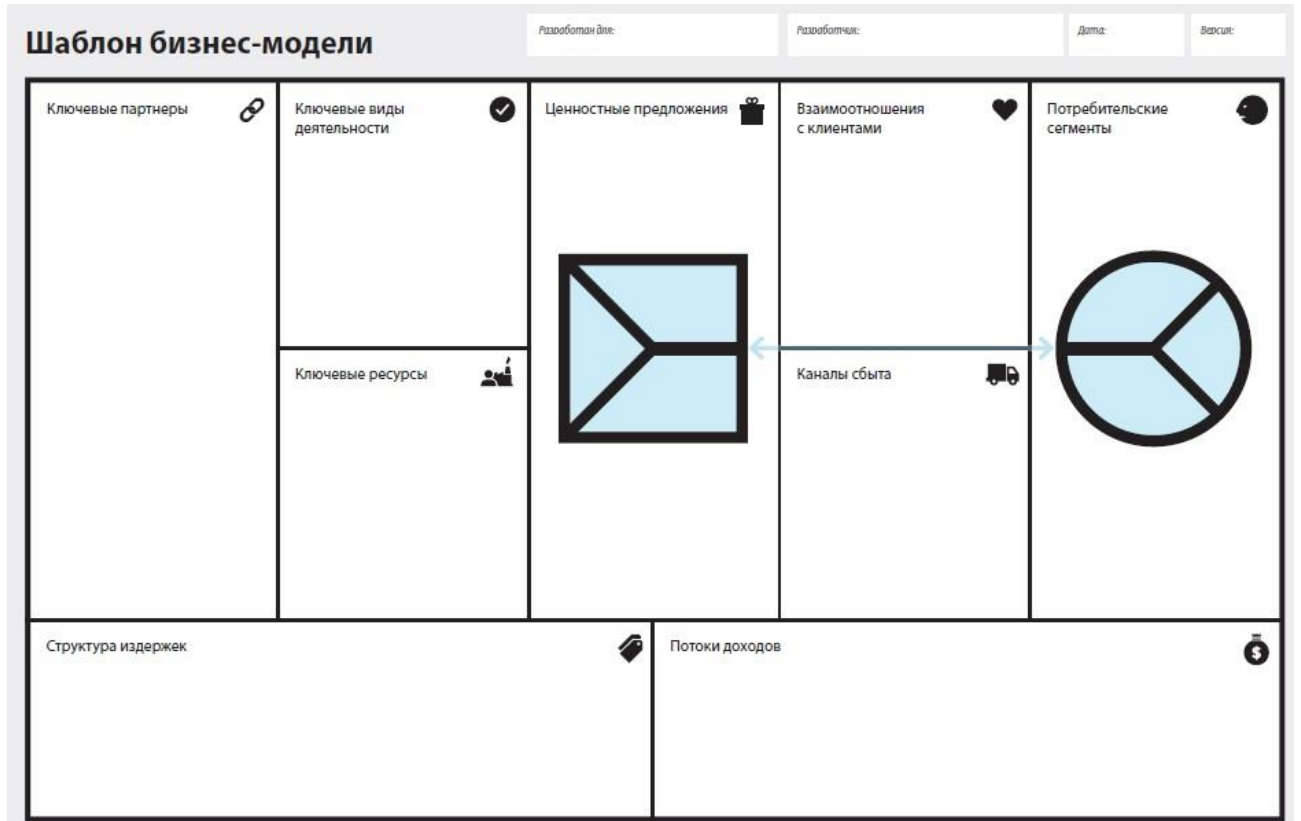 Шаблон бизнес-модели
Разработан для:
Разработчик:
Дата:
Версия:
Ключевые партнеры
Ключевые виды
деятельности
Ценностные предложения
Взаимоотношения
с клиентами
Потребительские
сегменты
Ключевые ресурсы
Каналы сбыта
Структура издержек
Потоки доходов
$